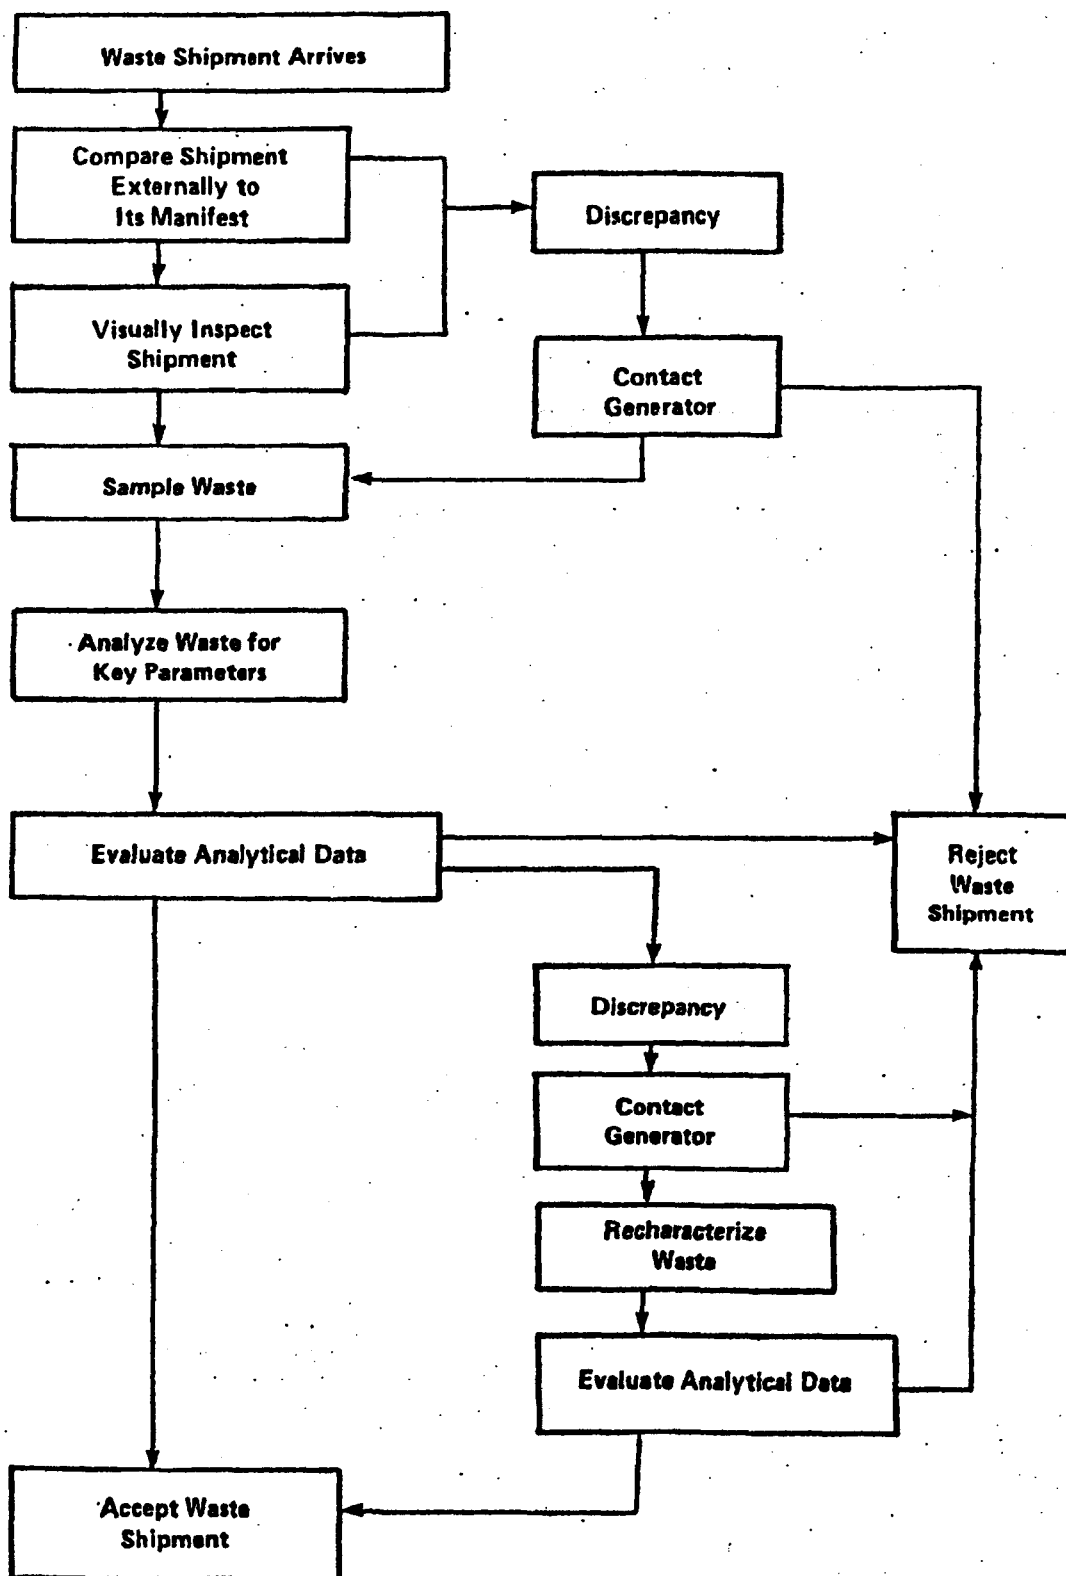 Waste Shipment Arrives
Compare Shipment
Externally to
Its Manifest
Discrepancy
Visually Inspect
Shipment
Contact
Generator
Sample Waste
Analyze Waste for
Key Parameters
Evaluate Analytical Data
Reject
Waste
Shipment
Discrepancy
Contact
Generator
Recharacterize
Waste
Evaluate Analytical Data
Accept Waste
Shipment